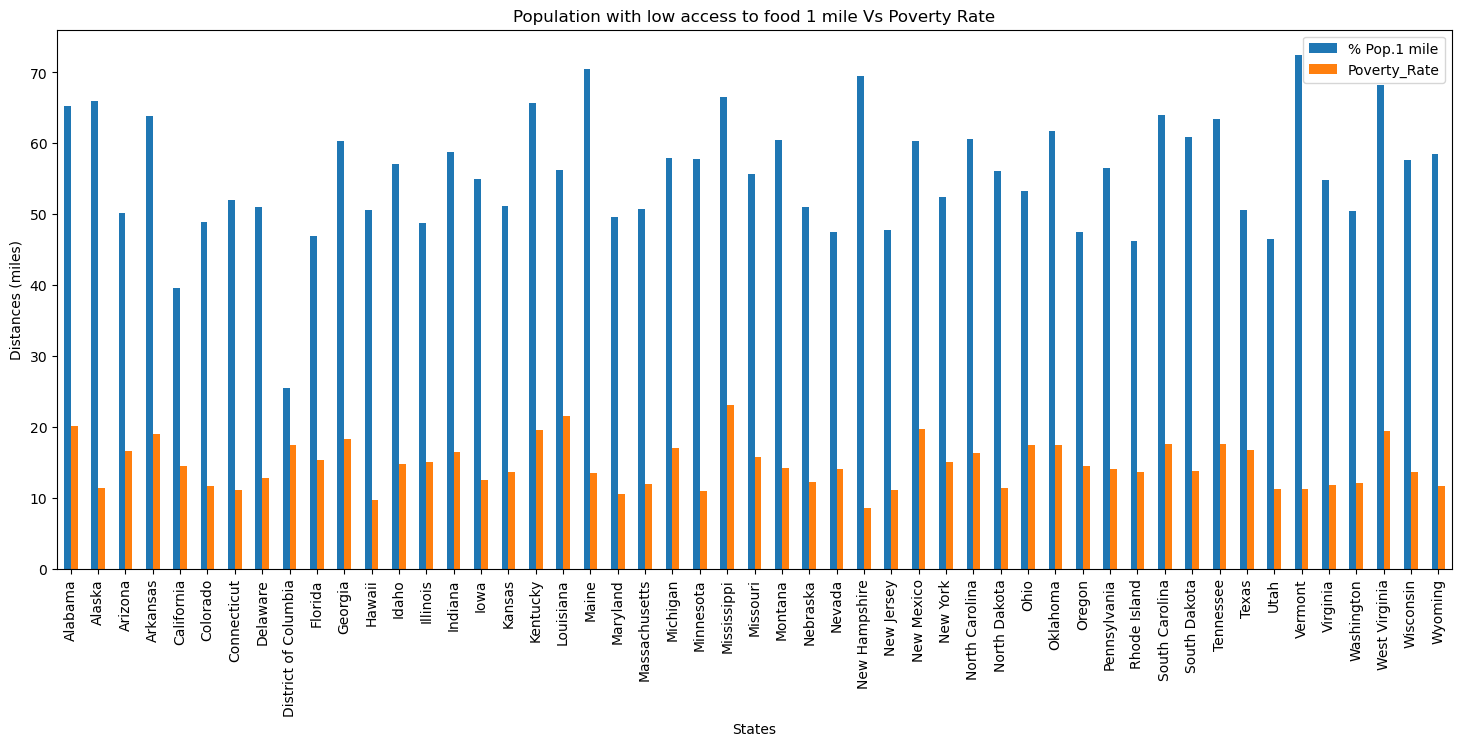 Population with low access to food 1 mile Vs Poverty Rate
% Pop.1 mile
Poverty_Rate
Distances (miles)
70
60
50
40
30
20
10
0
Alabama
Alaska
Arizona
Arkansas
California
Colorado
Connecticut
Delaware
District of Columbia
Florida
Georgia
Hawaii
Idaho
Illinois
Indiana
Iowa
Kansas
Kentucky
Louisiana
Maine
Maryland
Massachusetts
Michigan
Minnesota
Mississippi
Missouri
Montana
Nebraska
Nevada
New Hampshire
New Jersey
New Mexico
New York
North Carolina
North Dakota
Ohio
Oklahoma
Oregon
Pennsylvania
Rhode Island
South Carolina
South Dakota
Tennessee
Texas
Utah
Vermont
Virginia
Washington
West Virginia
Wisconsin
Wyoming
States